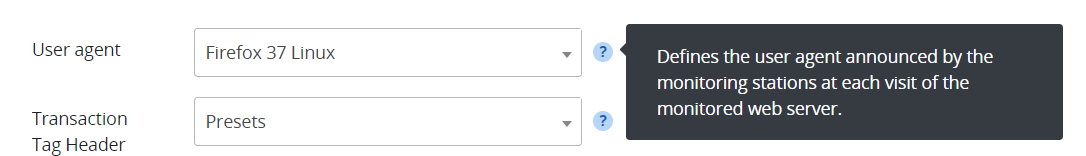 User agent
Firefox 37 Linux
?
Defines the user agent announced by the
monitoring stations at each visit of the
monitored web server.
Transaction
Tag Header
Presets
?